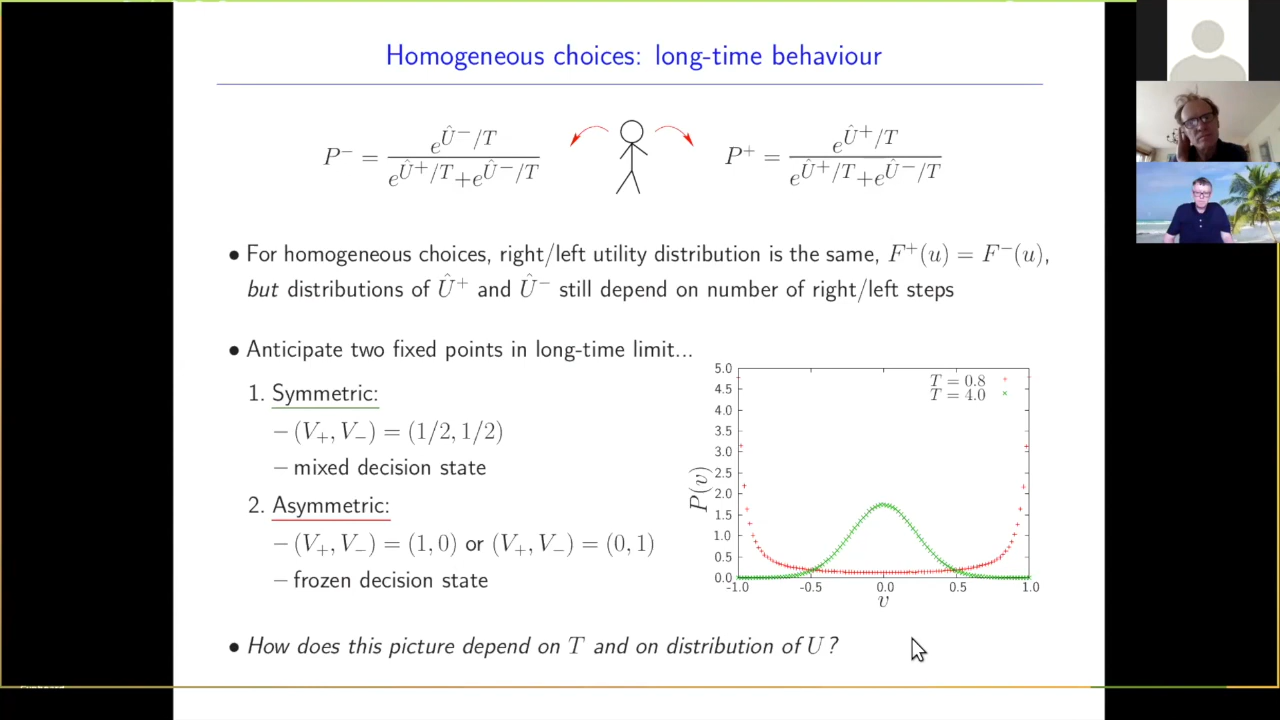 Homogeneous choices: long-time behaviour
P⁻ = e^{Û⁻/T} / (e^{Û⁺/T}+e^{Û⁻/T})
P⁺ = e^{Û⁺/T} / (e^{Û⁺/T}+e^{Û⁻/T})
• For homogeneous choices, right/left utility distribution is the same, F⁺(u) = F⁻(u),
but distributions of Û⁺ and Û⁻ still depend on number of right/left steps
• Anticipate two fixed points in long-time limit...
1. Symmetric:
– (V₊, V₋) = (1/2, 1/2)
– mixed decision state
2. Asymmetric:
– (V₊, V₋) = (1, 0) or (V₊, V₋) = (0, 1)
– frozen decision state
T = 0.8
T = 4.0
5.0
4.5
4.0
3.5
3.0
2.5
2.0
1.5
1.0
0.5
0.0
P(v)
-1.0 -0.5 0.0 0.5 1.0
v
• How does this picture depend on T and on distribution of U?